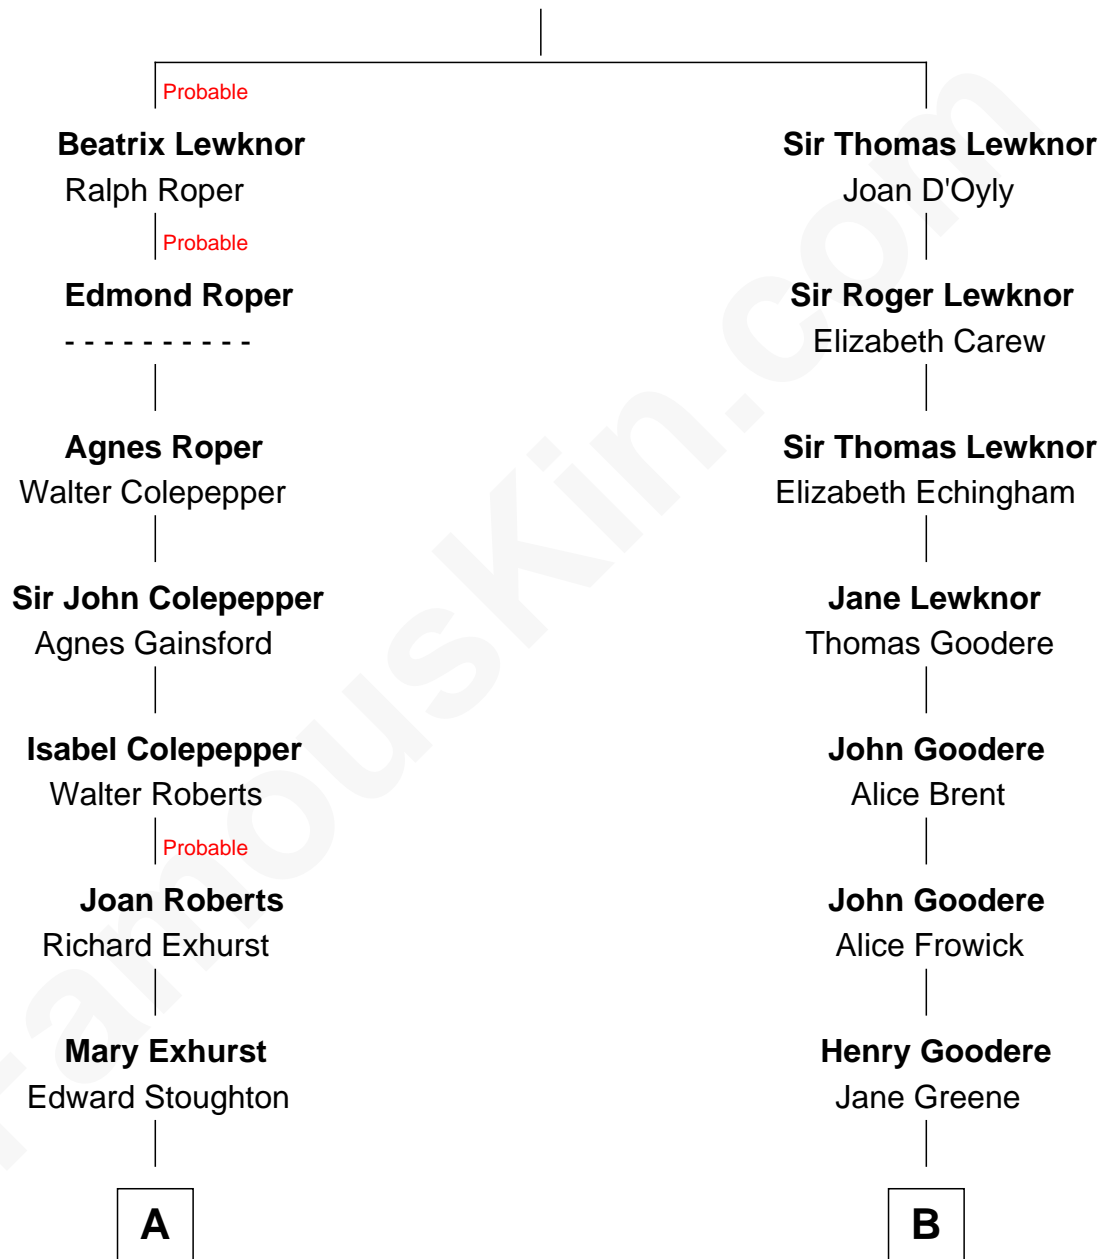 Probable
Beatrix Lewknor
Ralph Roper
Probable
Edmond Roper
- - - - - - - - - -
Agnes Roper
Walter Colepepper
Sir John Colepepper
Agnes Gainsford
Isabel Colepepper
Walter Roberts
Probable
Joan Roberts
Richard Exhurst
Mary Exhurst
Edward Stoughton
A
Sir Thomas Lewknor
Joan D'Oyly
Sir Roger Lewknor
Elizabeth Carew
Sir Thomas Lewknor
Elizabeth Echingham
Jane Lewknor
Thomas Goodere
John Goodere
Alice Brent
John Goodere
Alice Frowick
Henry Goodere
Jane Greene
B
FamousKin.com